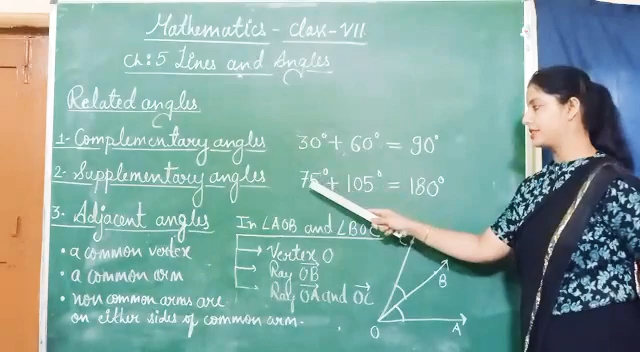 Mathematics - Class-VII
Ch:5 Lines and Angles
Related angles
1- Complementary angles 30° + 60° = 90°
2- Supplementary angles 75° + 105° = 180°
3- Adjacent angles
• a common vertex
• a common arm
• non common arms are
on either sides of common arm.
In ∠AOB and ∠BOC
→ Vertex O
→ Ray OB
→ Ray OA and OC
B
O
A